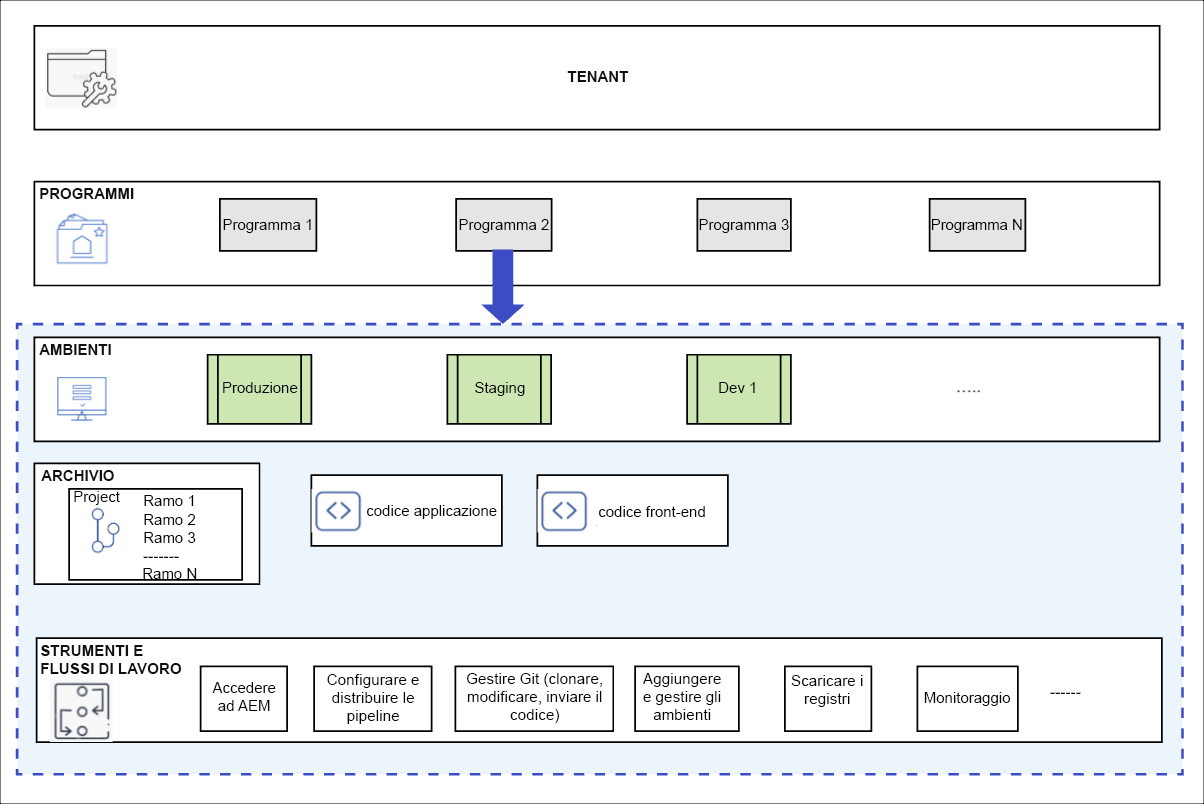 TENANT
PROGRAMMI
Programma 1
Programma 2
Programma 3
Programma N
AMBIENTI
Produzione
Staging
Dev 1
.....
ARCHIVIO
Project
Ramo 1
Ramo 2
Ramo 3
-------
Ramo N
codice applicazione
codice front-end
STRUMENTI E
FLUSSI DI LAVORO
Accedere
ad AEM
Configurare e
distribuire le
pipeline
Gestire Git (clonare,
modificare, inviare il
codice)
Aggiungere
e gestire gli
ambienti
Scaricare i
registri
Monitoraggio
------